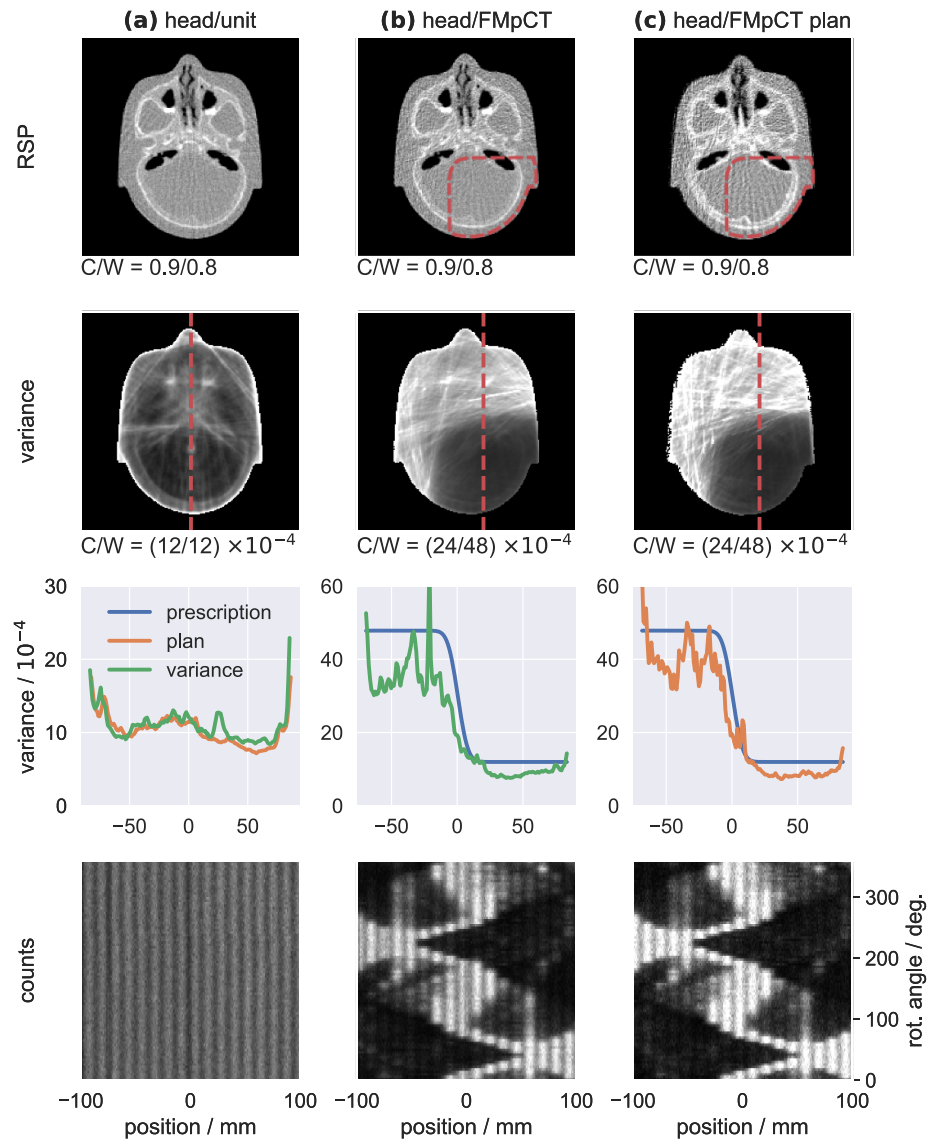 (a) head/unit (b) head/FMpCT (c) head/FMpCT plan
RSP
C/W = 0.9/0.8 C/W = 0.9/0.8 C/W = 0.9/0.8
variance
C/W = (12/12) ×10⁻⁴ C/W = (24/48) ×10⁻⁴ C/W = (24/48) ×10⁻⁴
variance / 10⁻⁴
30 60 60
20 40 40
10 20 20
0 0 0
prescription
plan
variance
−50 0 50 −50 0 50 −50 0 50
counts
300
200
100
0
rot. angle / deg.
−100 0 100 −100 0 100 −100 0 100
position / mm position / mm position / mm